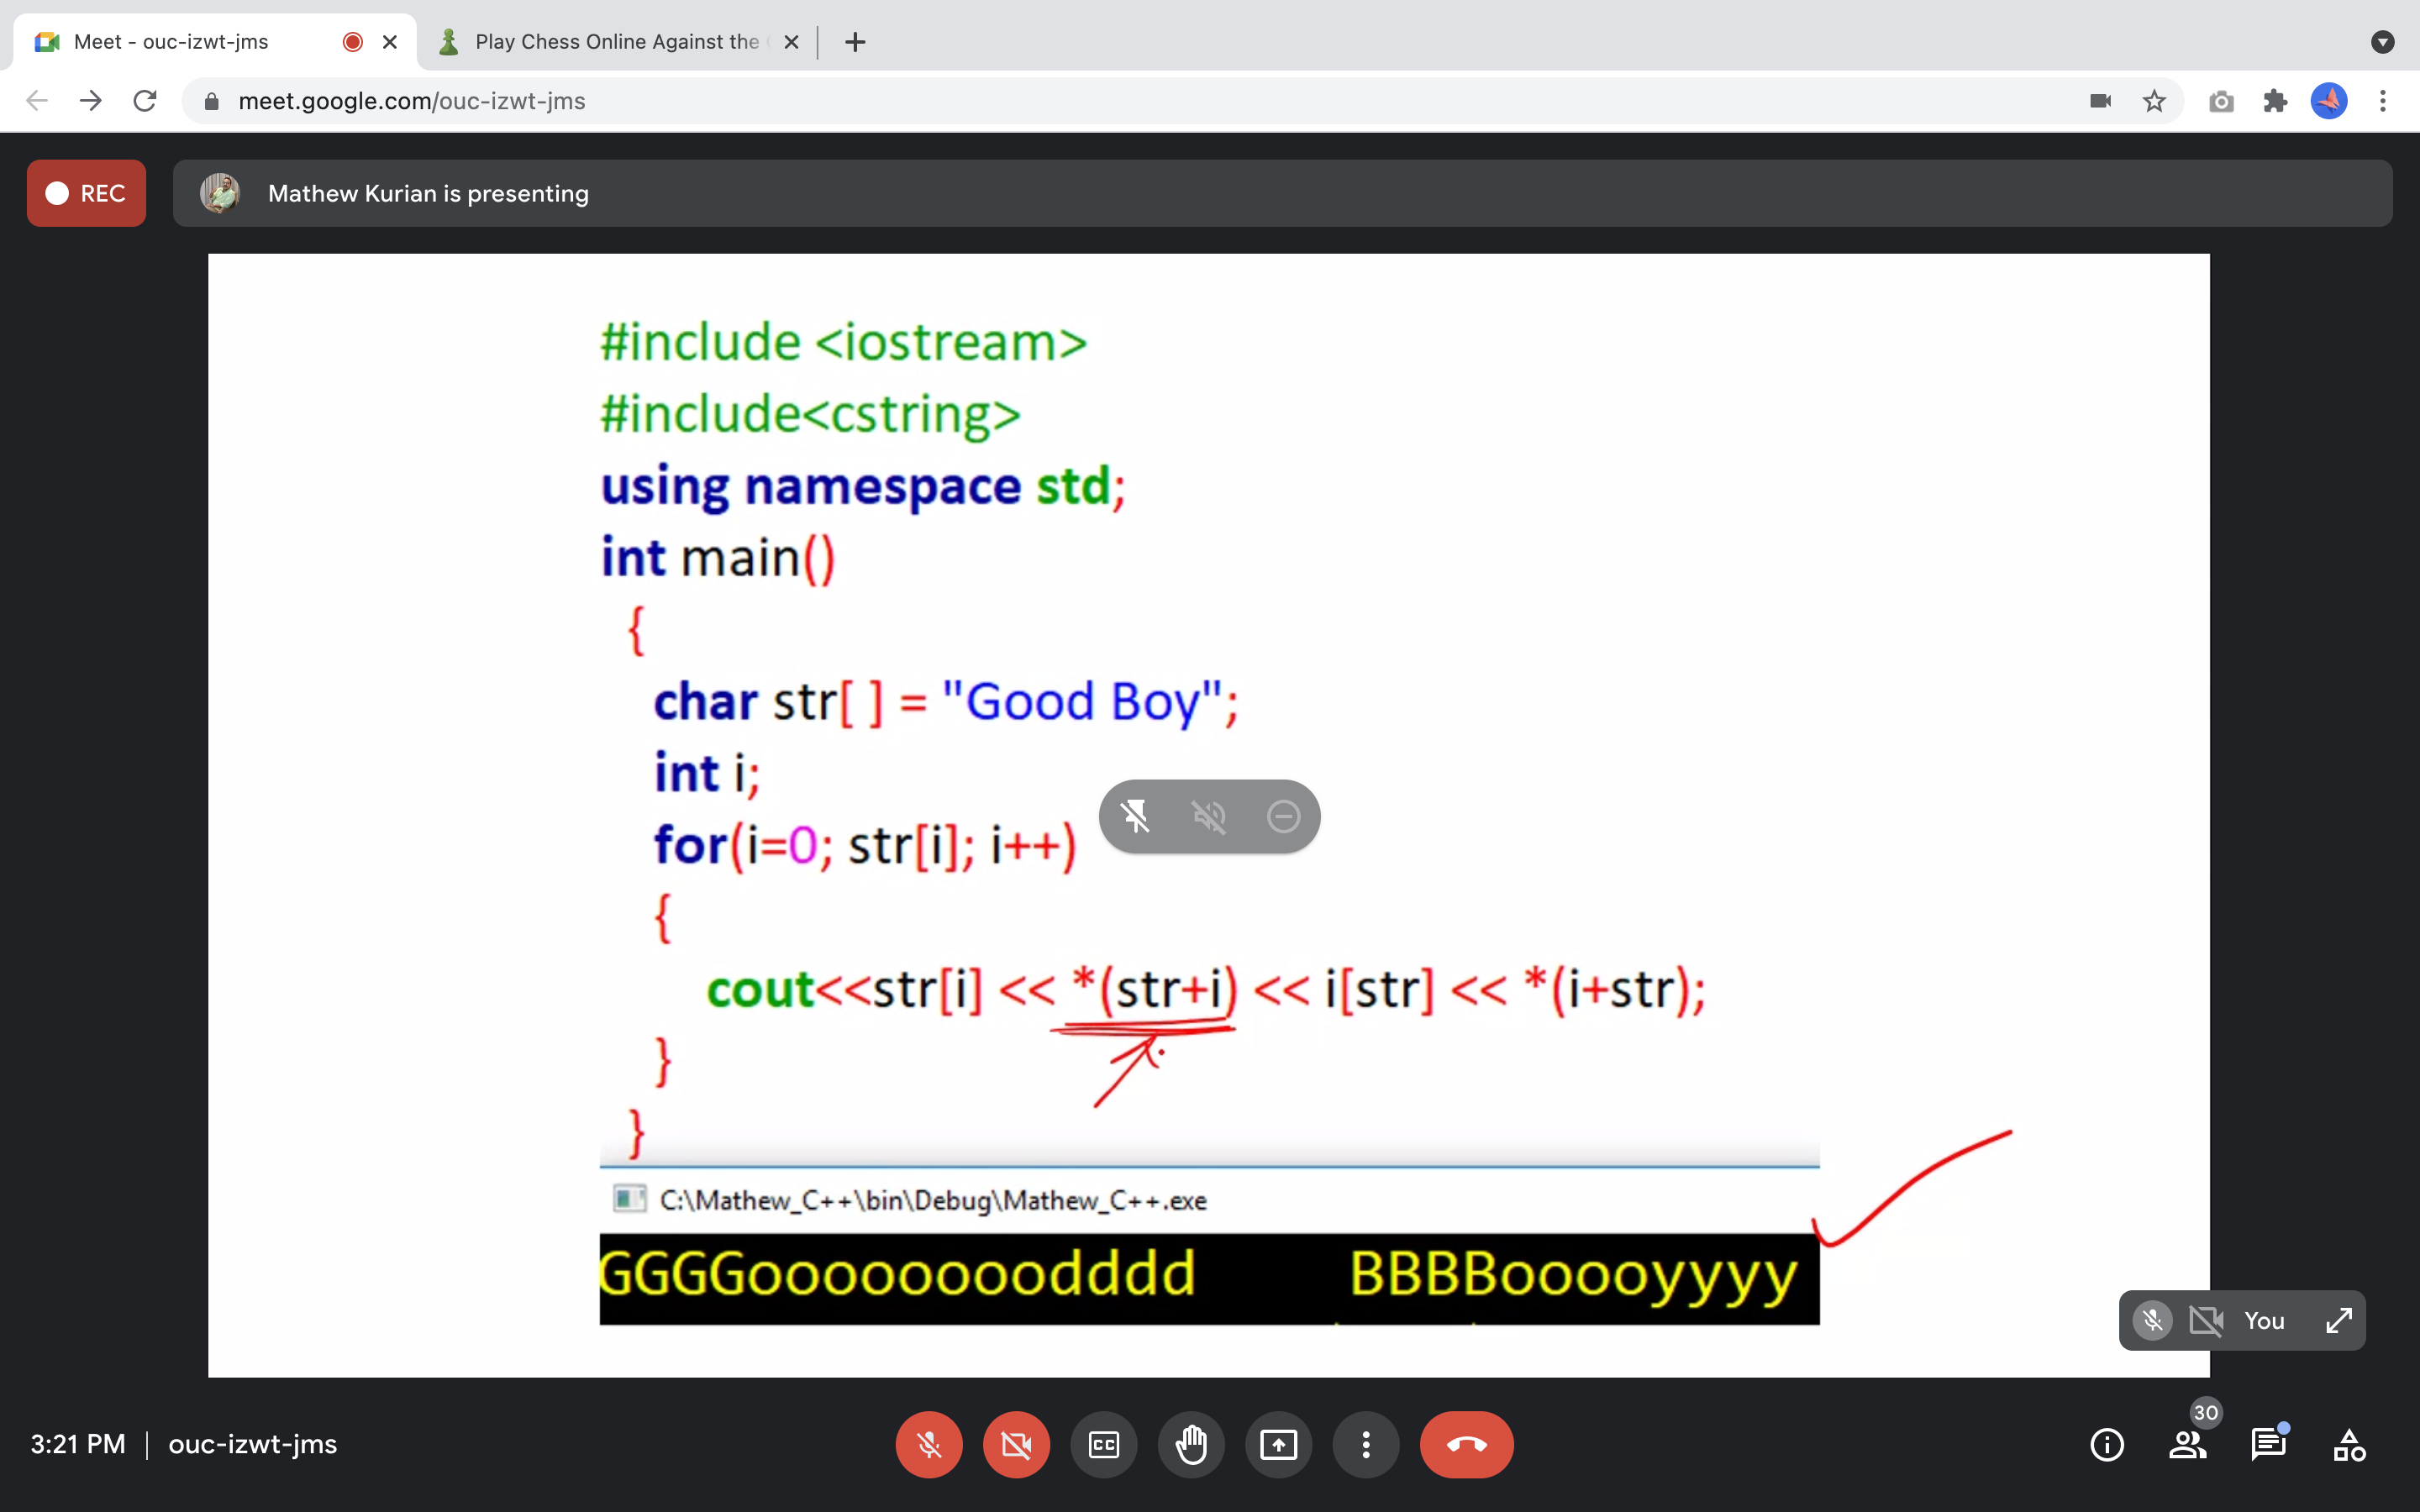 Meet - ouc-izwt-jms
Play Chess Online Against the
meet.google.com/ouc-izwt-jms
REC
Mathew Kurian is presenting
#include <iostream>
#include<cstring>
using namespace std;
int main()
{
char str[ ] = "Good Boy";
int i;
for(i=0; str[i]; i++)
{
cout<<str[i] << *(str+i) << i[str] << *(i+str);
}
}
C:\Mathew_C++\bin\Debug\Mathew_C++.exe
GGGGoooooooodddd    BBBBooooyyyy
You
30
3:21 PM | ouc-izwt-jms
CC